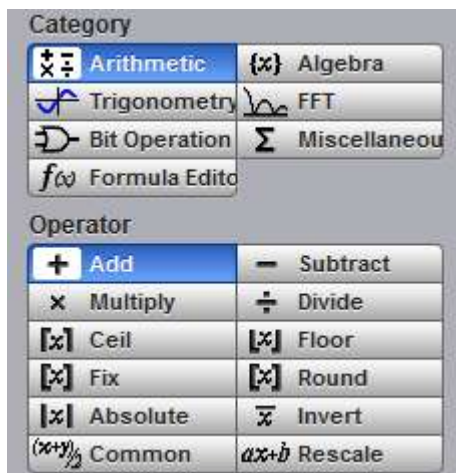 Category
Arithmetic {x} Algebra
Trigonometry FFT
Bit Operation Σ Miscellaneou
f(x) Formula Edito
Operator
+ Add − Subtract
× Multiply ÷ Divide
⌈x⌉ Ceil ⌊x⌋ Floor
[x] Fix [x] Round
|x| Absolute x̅ Invert
(x+y)/2 Common ax+b Rescale